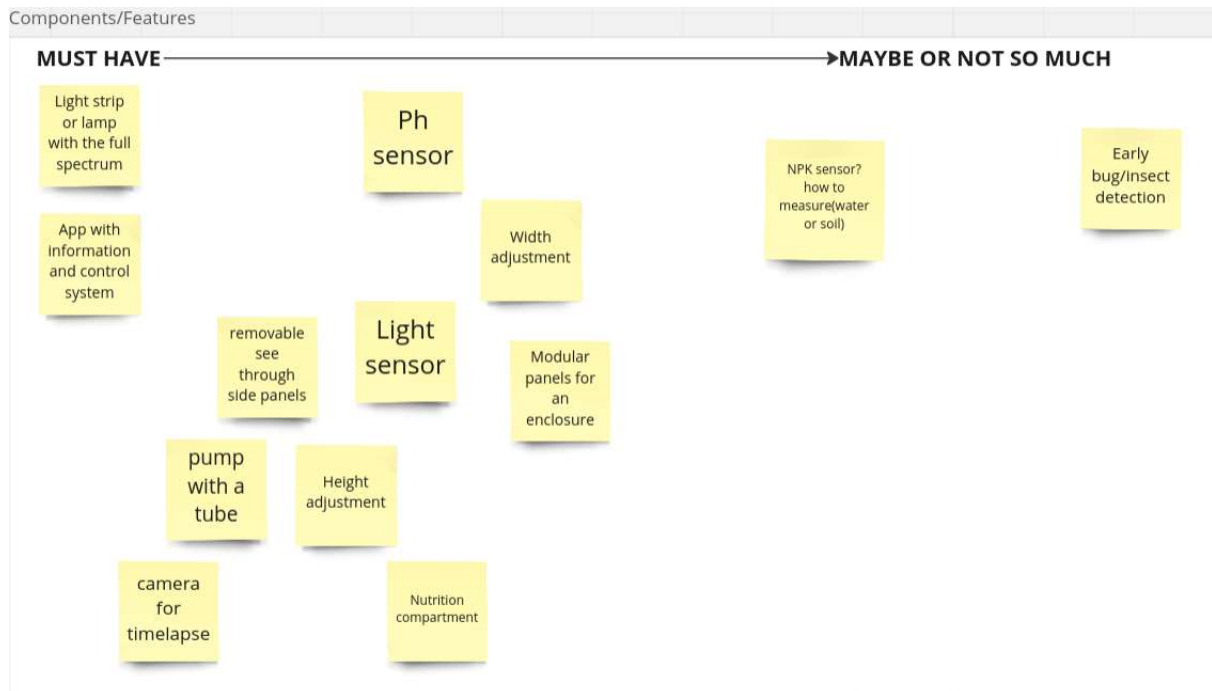 Components/Features
MUST HAVE
MAYBE OR NOT SO MUCH
Light strip
or lamp
with the full
spectrum
Ph
sensor
NPK sensor?
how to
measure(water
or soil)
Early
bug/insect
detection
App with
information
and control
system
Width
adjustment
removable
see
through
side panels
Light
sensor
Modular
panels for
an
enclosure
pump
with a
tube
Height
adjustment
camera
for
timelapse
Nutrition
compartment